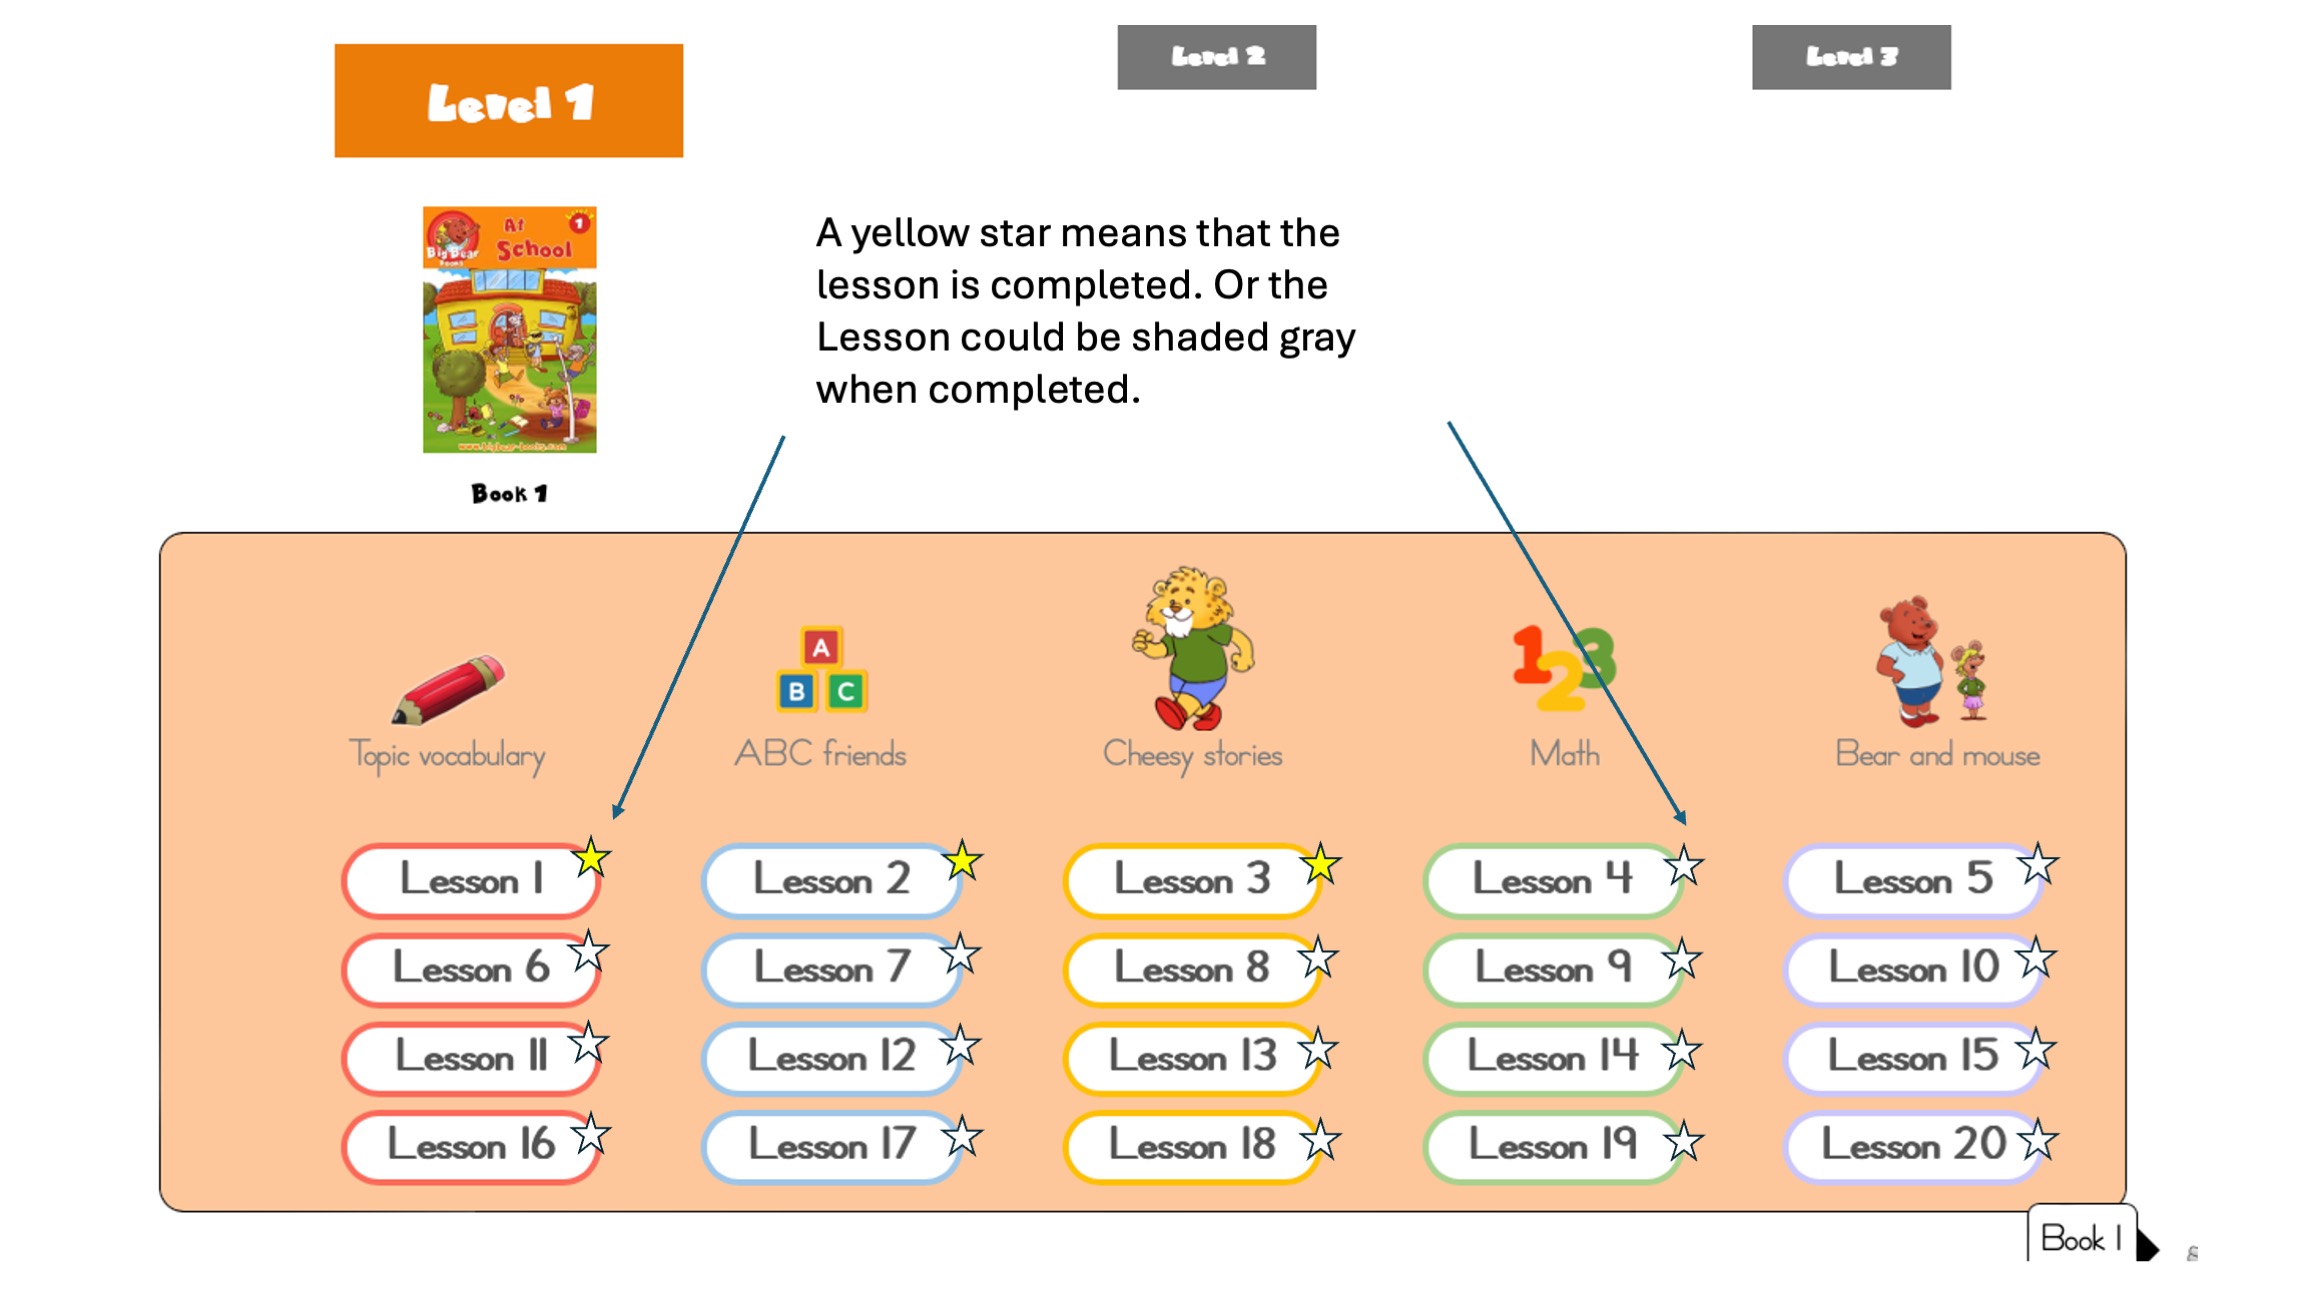 Level 1
Level 2
Level 3
At
School
1
Big Bear
www.bigbear-books.com
Book 1
A yellow star means that the
lesson is completed. Or the
Lesson could be shaded gray
when completed.
A
B C
1 2 3
Topic vocabulary
ABC friends
Cheesy stories
Math
Bear and mouse
Lesson 1
Lesson 2
Lesson 3
Lesson 4
Lesson 5
Lesson 6
Lesson 7
Lesson 8
Lesson 9
Lesson 10
Lesson 11
Lesson 12
Lesson 13
Lesson 14
Lesson 15
Lesson 16
Lesson 17
Lesson 18
Lesson 19
Lesson 20
Book 1